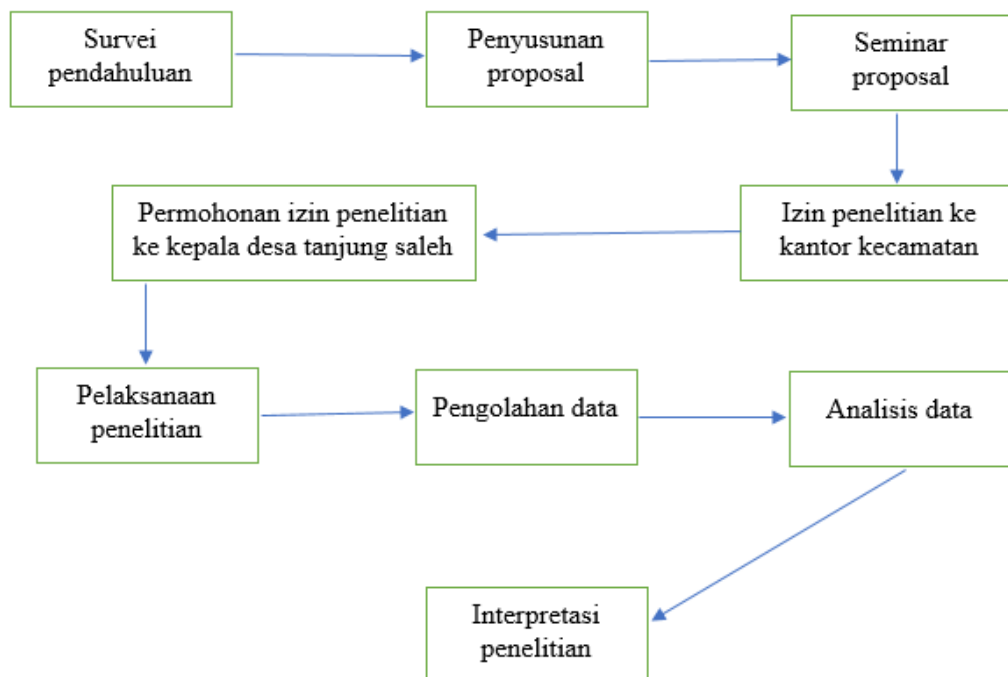 Survei
pendahuluan
Penyusunan
proposal
Seminar
proposal
Izin penelitian ke
kantor kecamatan
Permohonan izin penelitian
ke kepala desa tanjung saleh
Pelaksanaan
penelitian
Pengolahan data
Analisis data
Interpretasi
penelitian